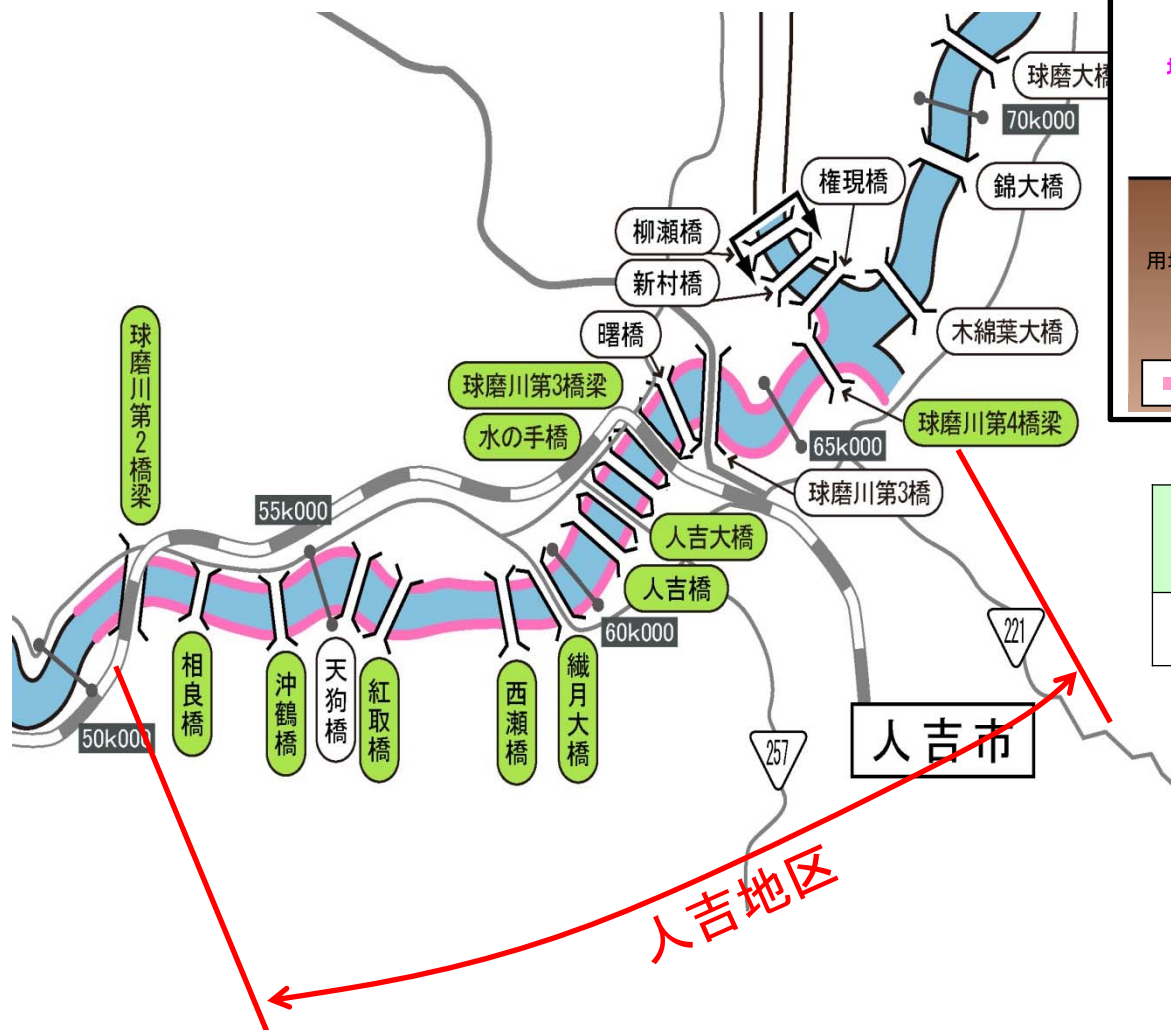 球磨大橋
70k000
権現橋
錦大橋
柳瀬橋
新村橋
曙橋
木綿葉大橋
球磨川第2橋梁
球磨川第3橋梁
水の手橋
球磨川第4橋梁
65k000
球磨川第3橋
55k000
人吉大橋
人吉橋
60k000
221
相良橋
沖鶴橋
天狗橋
紅取橋
西瀬橋
繊月大橋
50k000
257
人吉市
人吉地区